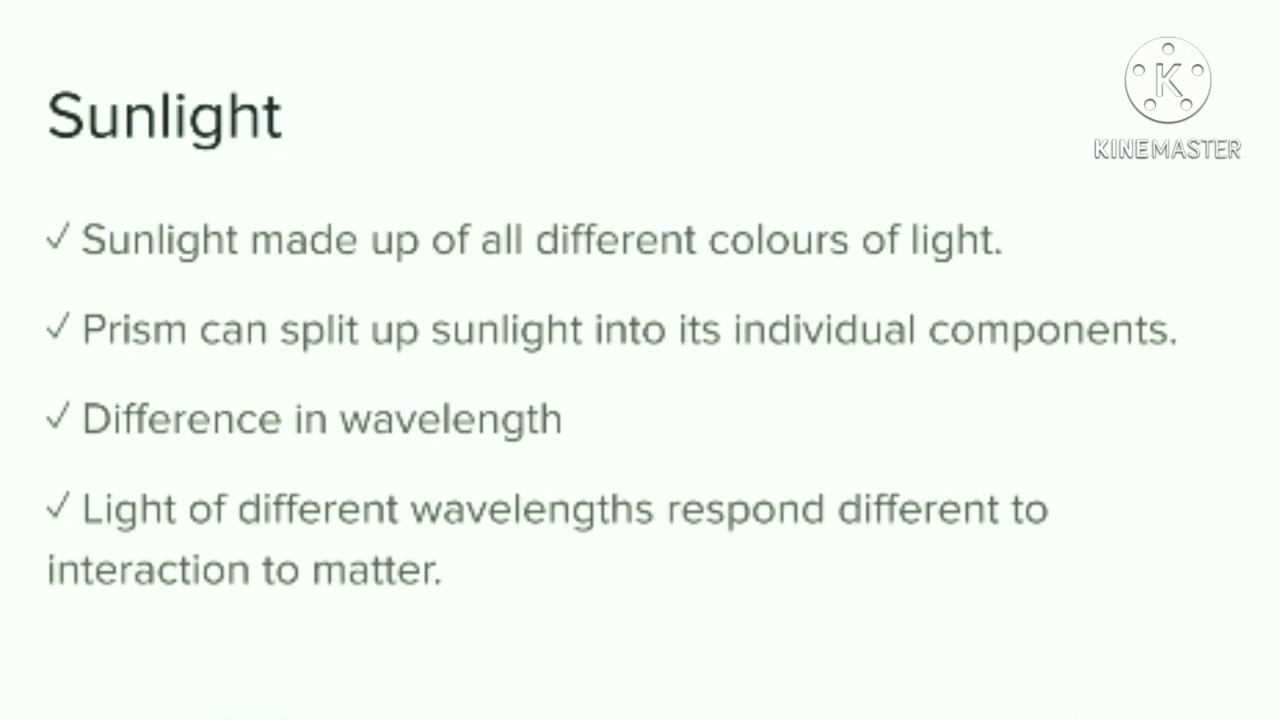 Sunlight
K
KINEMASTER
✓ Sunlight made up of all different colours of light.
✓ Prism can split up sunlight into its individual components.
✓ Difference in wavelength
✓ Light of different wavelengths respond different to
interaction to matter.